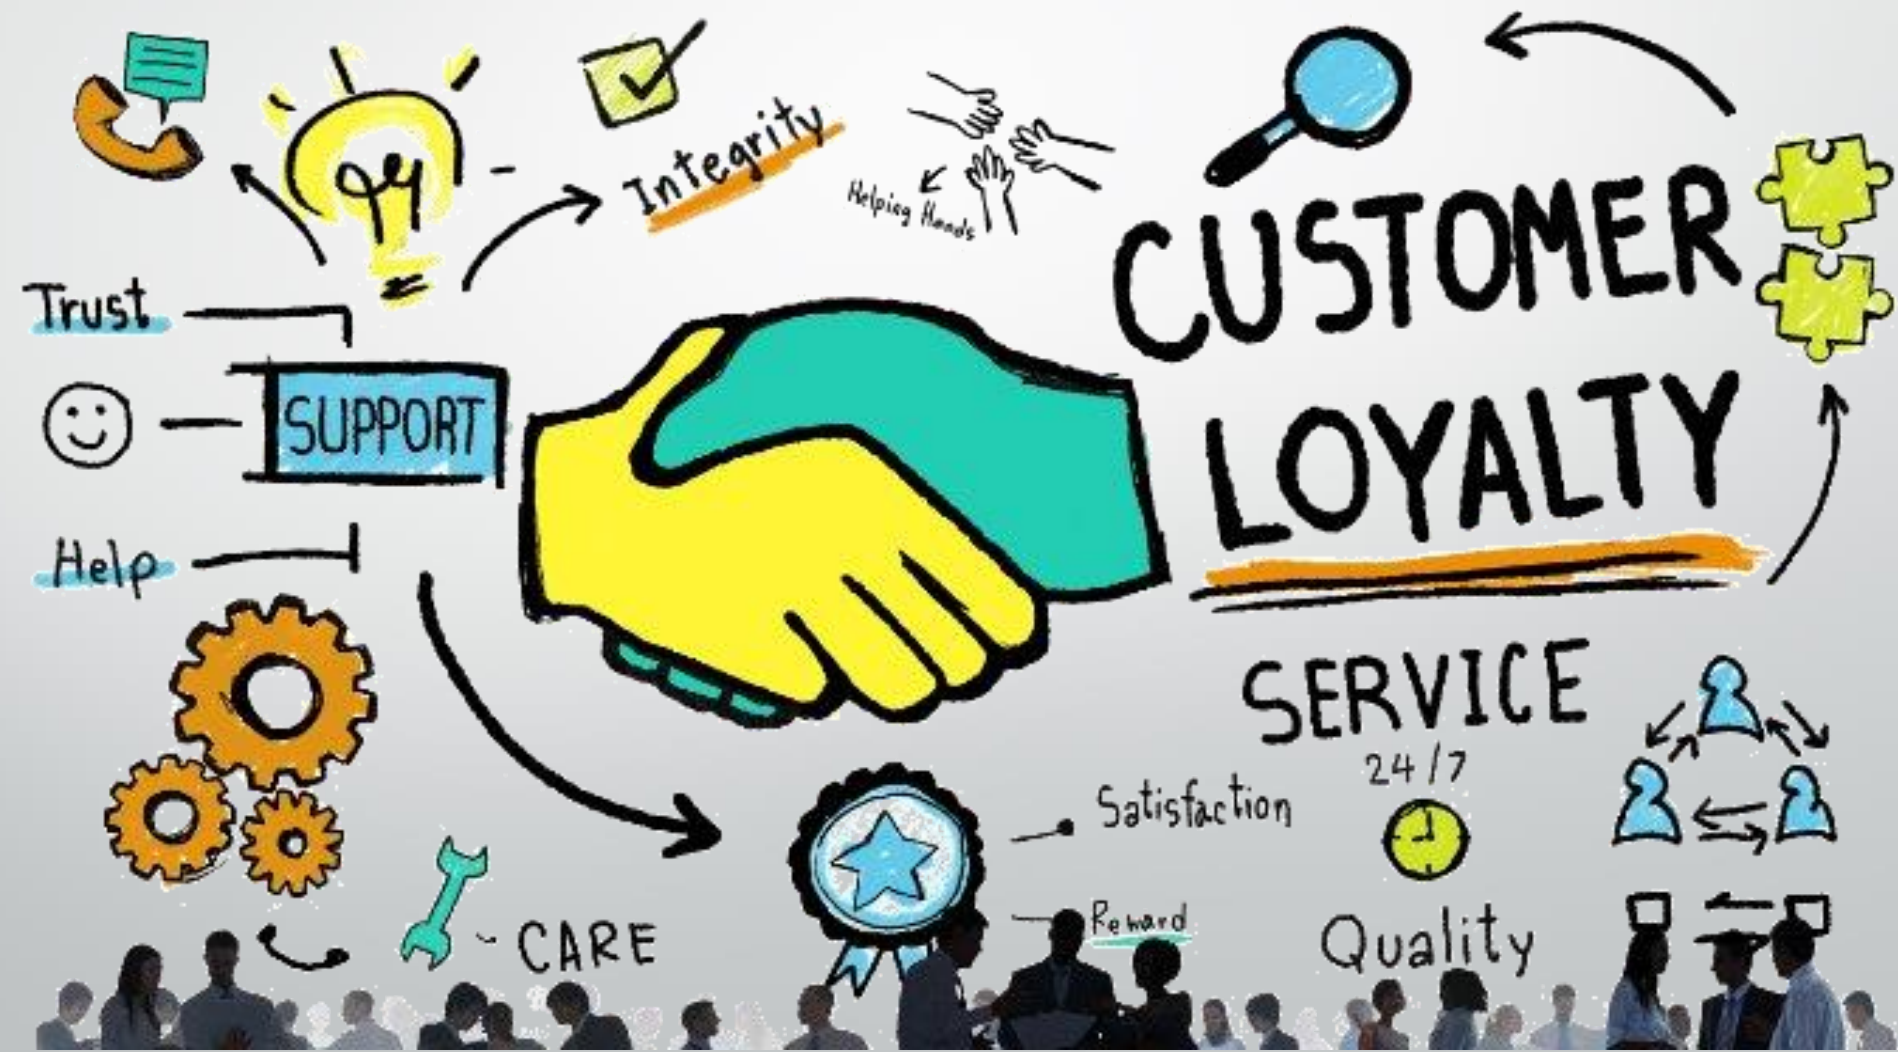 Integrity
Helping Hands
CUSTOMER
LOYALTY
Trust
SUPPORT
Help
SERVICE
24/7
Satisfaction
Reward
CARE
Quality